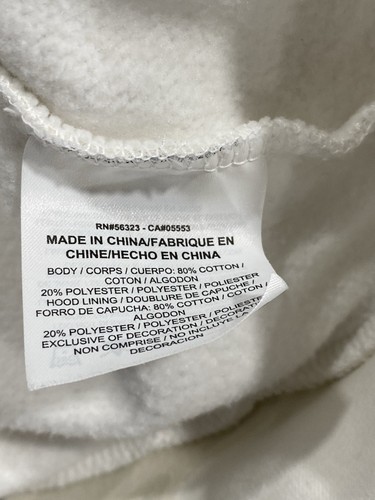 RN#56323 - CA#05553
MADE IN CHINA/FABRIQUE EN
CHINE/HECHO EN CHINA
BODY / CORPS / CUERPO: 80% COTTON /
COTON / ALGODON
20% POLYESTER / POLYESTER / POLIESTER
HOOD LINING / DOUBLURE DE CAPUCHE /
FORRO DE CAPUCHA: 80% COTTON / COTON /
ALGODON
20% POLYESTER / POLYESTER / POLIESTE
EXCLUSIVE OF DECORATION / DECORA
NON COMPRISE / NO INCLUYE LA
DECORACION